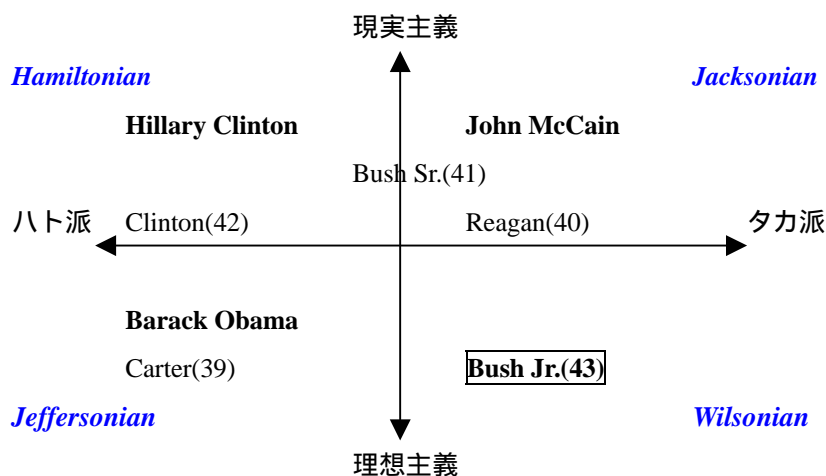 現実主義
Hamiltonian Jacksonian
Hillary Clinton John McCain
Bush Sr.(41)
ハト派 Clinton(42) Reagan(40) タカ派
Barack Obama
Carter(39) Bush Jr.(43)
Jeffersonian Wilsonian
理想主義